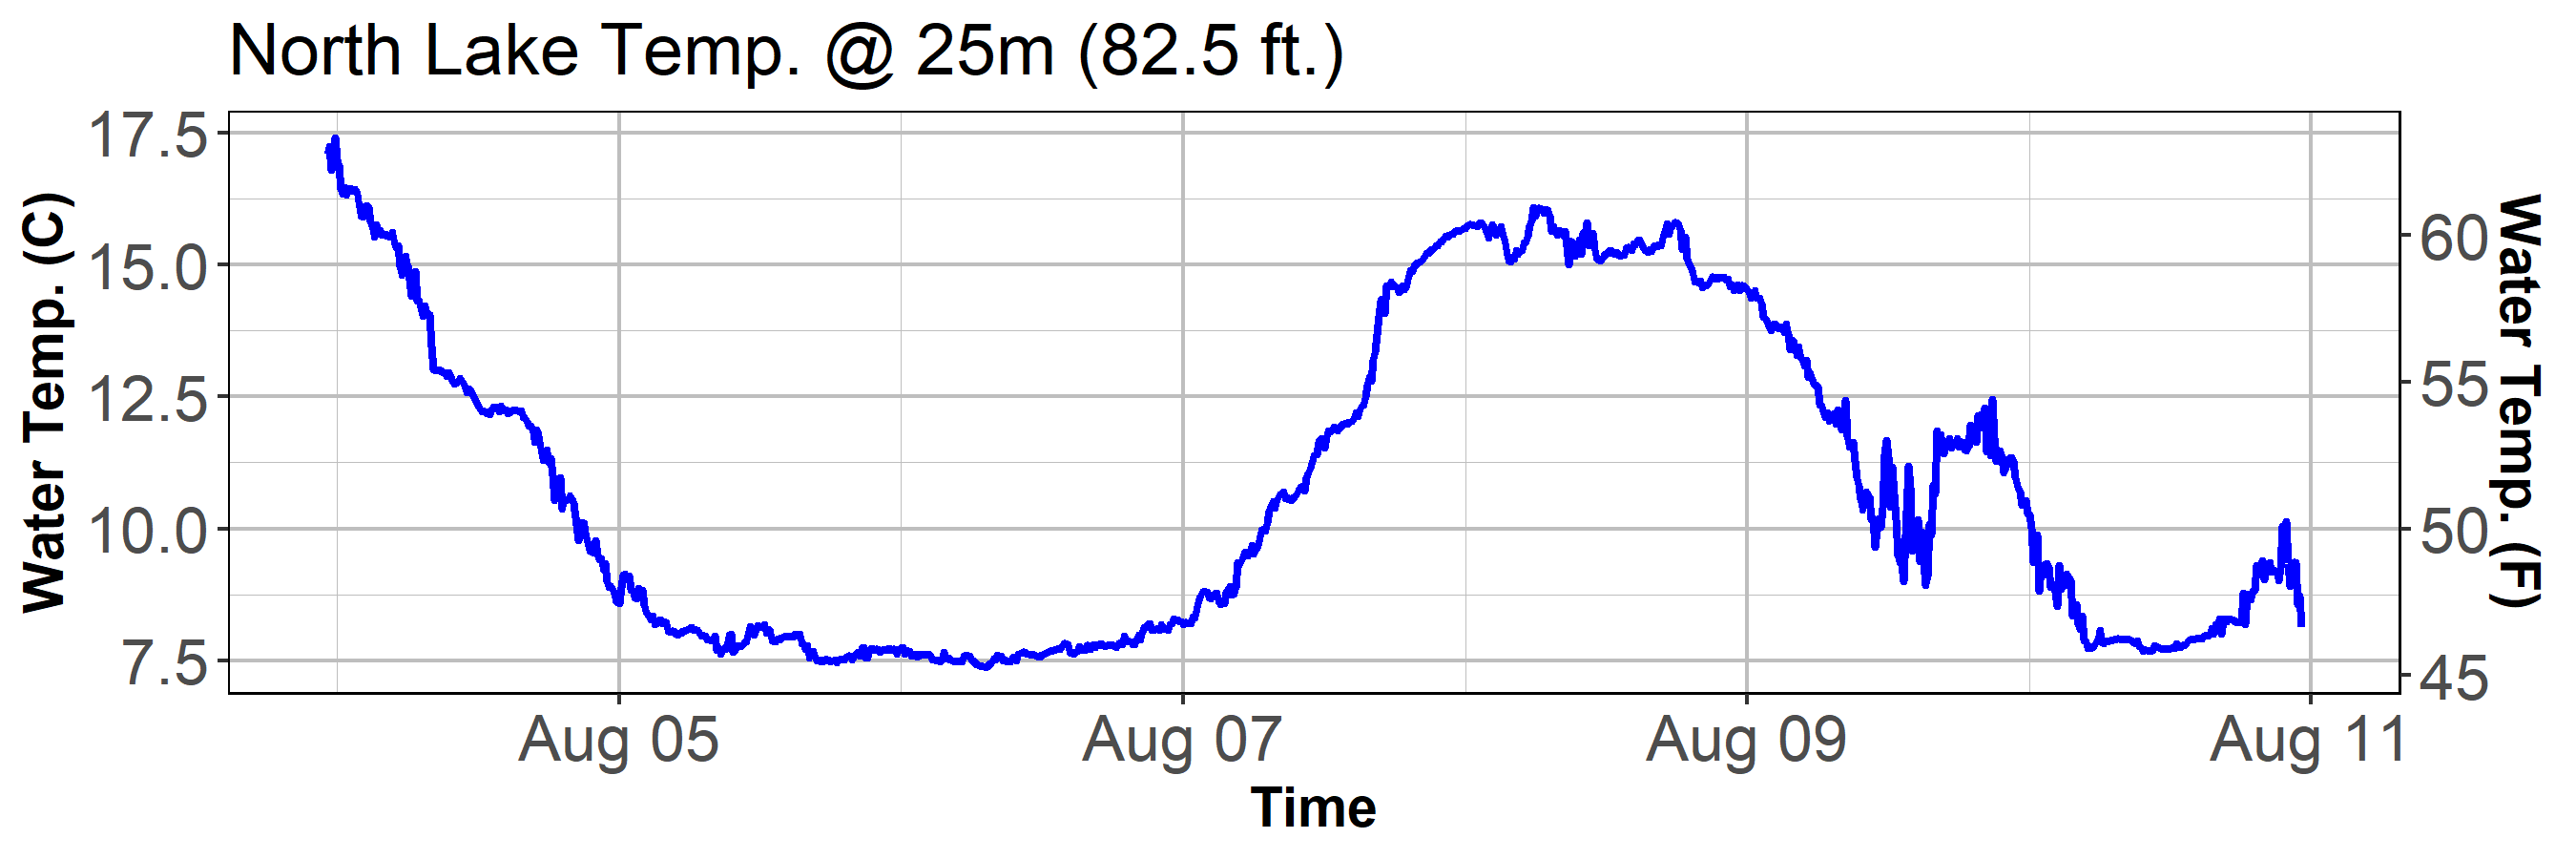 North Lake Temp. @ 25m (82.5 ft.)
Water Temp. (C)
17.5
15.0
12.5
10.0
7.5
60
55
50
45
Water Temp. (F)
Aug 05 Aug 07 Aug 09 Aug 11
Time